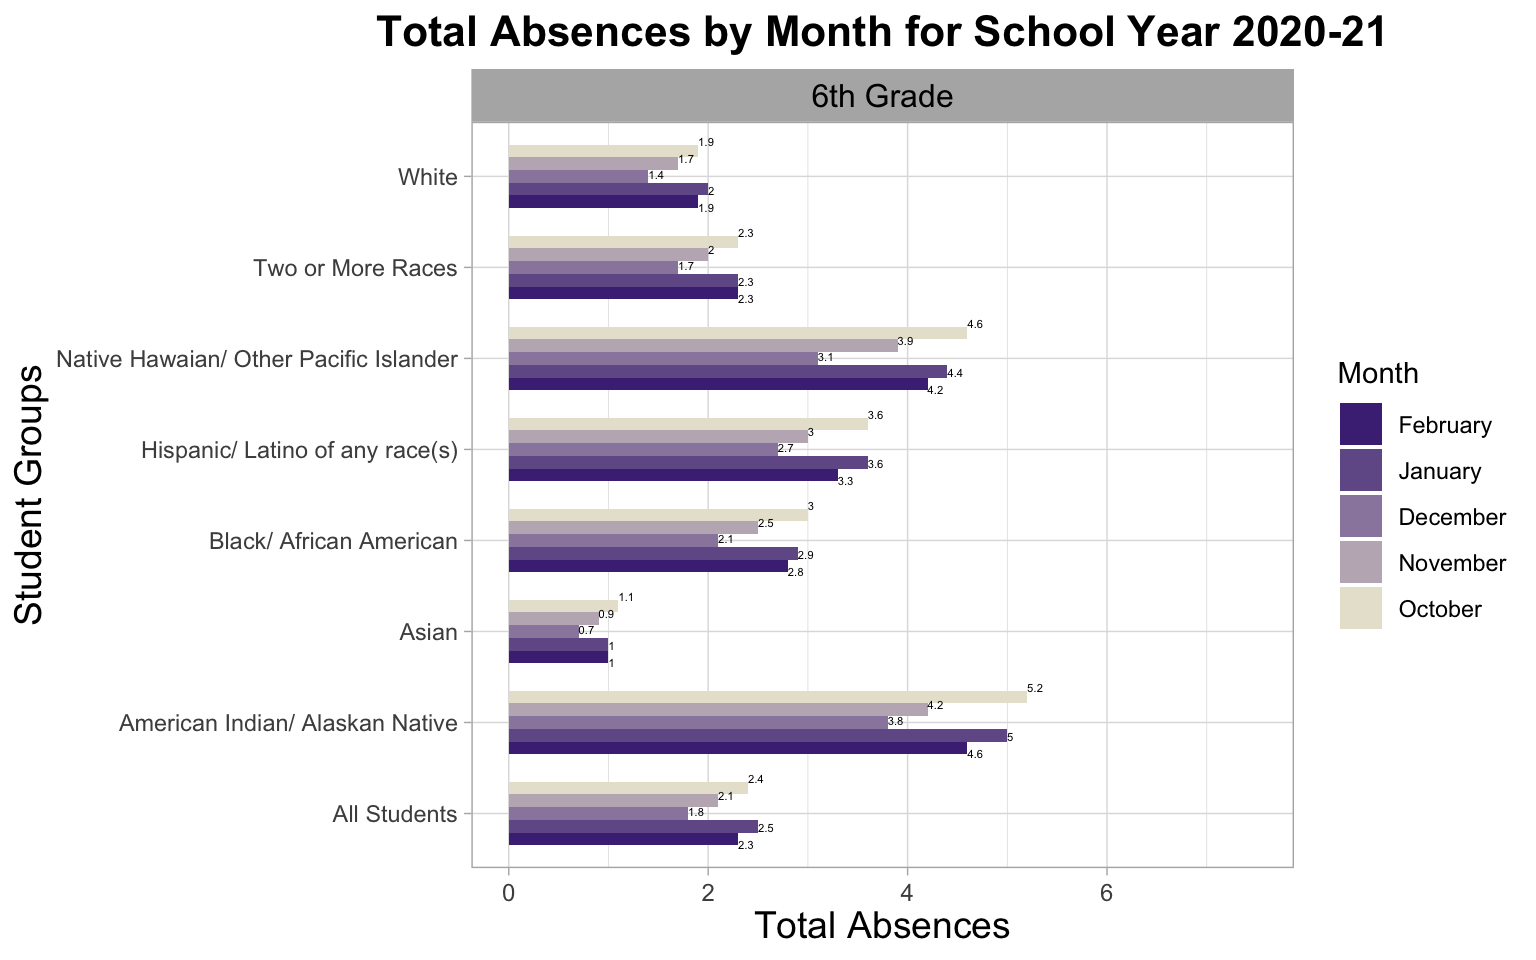 Total Absences by Month for School Year 2020-21
6th Grade
Student Groups
White
1.9
1.7
1.4
2
1.9
Two or More Races
2.3
2
1.7
2.3
2.3
Native Hawaian/ Other Pacific Islander
4.6
3.9
3.1
4.4
4.2
Hispanic/ Latino of any race(s)
3.6
3
2.7
3.6
3.3
Black/ African American
3
2.5
2.1
2.9
2.8
Asian
1.1
0.9
0.7
1
1
American Indian/ Alaskan Native
5.2
4.2
3.8
5
4.6
All Students
2.4
2.1
1.8
2.5
2.3
0 2 4 6
Total Absences
Month
February
January
December
November
October